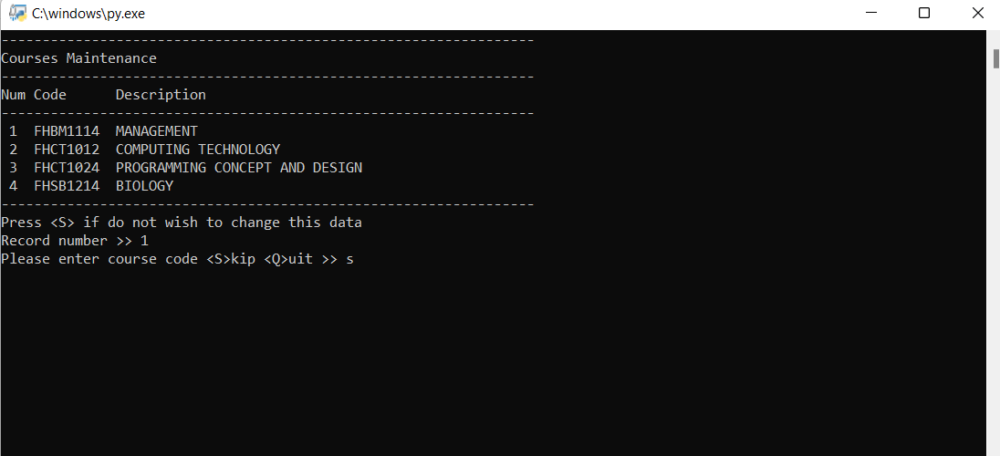 C:\windows\py.exe
-----------------------------------------------------------------
Courses Maintenance
-----------------------------------------------------------------
Num Code      Description
-----------------------------------------------------------------
 1  FHBM1114  MANAGEMENT
 2  FHCT1012  COMPUTING TECHNOLOGY
 3  FHCT1024  PROGRAMMING CONCEPT AND DESIGN
 4  FHSB1214  BIOLOGY
-----------------------------------------------------------------
Press <S> if do not wish to change this data
Record number >> 1
Please enter course code <S>kip <Q>uit >> s